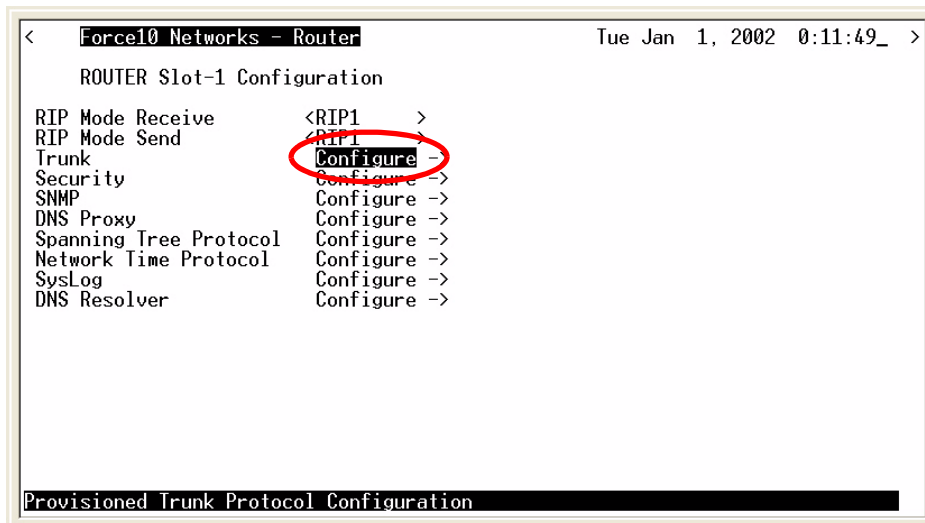 < Force10 Networks - Router Tue Jan 1, 2002 0:11:49_ >
ROUTER Slot-1 Configuration
RIP Mode Receive <RIP1 >
RIP Mode Send <RIP1 >
Trunk Configure ->
Security Configure ->
SNMP Configure ->
DNS Proxy Configure ->
Spanning Tree Protocol Configure ->
Network Time Protocol Configure ->
SysLog Configure ->
DNS Resolver Configure ->
Provisioned Trunk Protocol Configuration